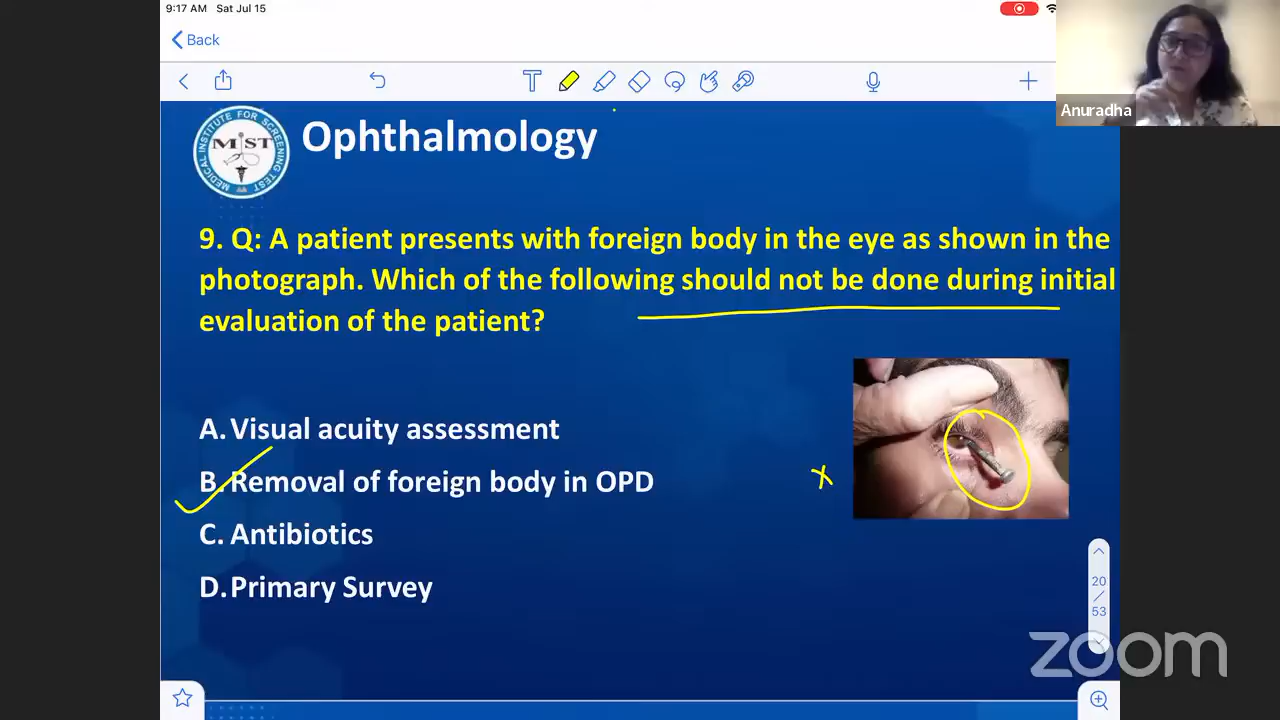 9:17 AM Sat Jul 15
Back
Anuradha
MEDICAL INSTITUTE FOR SCREENING TEST
MIST
Ophthalmology
9. Q: A patient presents with foreign body in the eye as shown in the
photograph. Which of the following should not be done during initial
evaluation of the patient?
A. Visual acuity assessment
B. Removal of foreign body in OPD
X
C. Antibiotics
D. Primary Survey
20
/
53
zoom